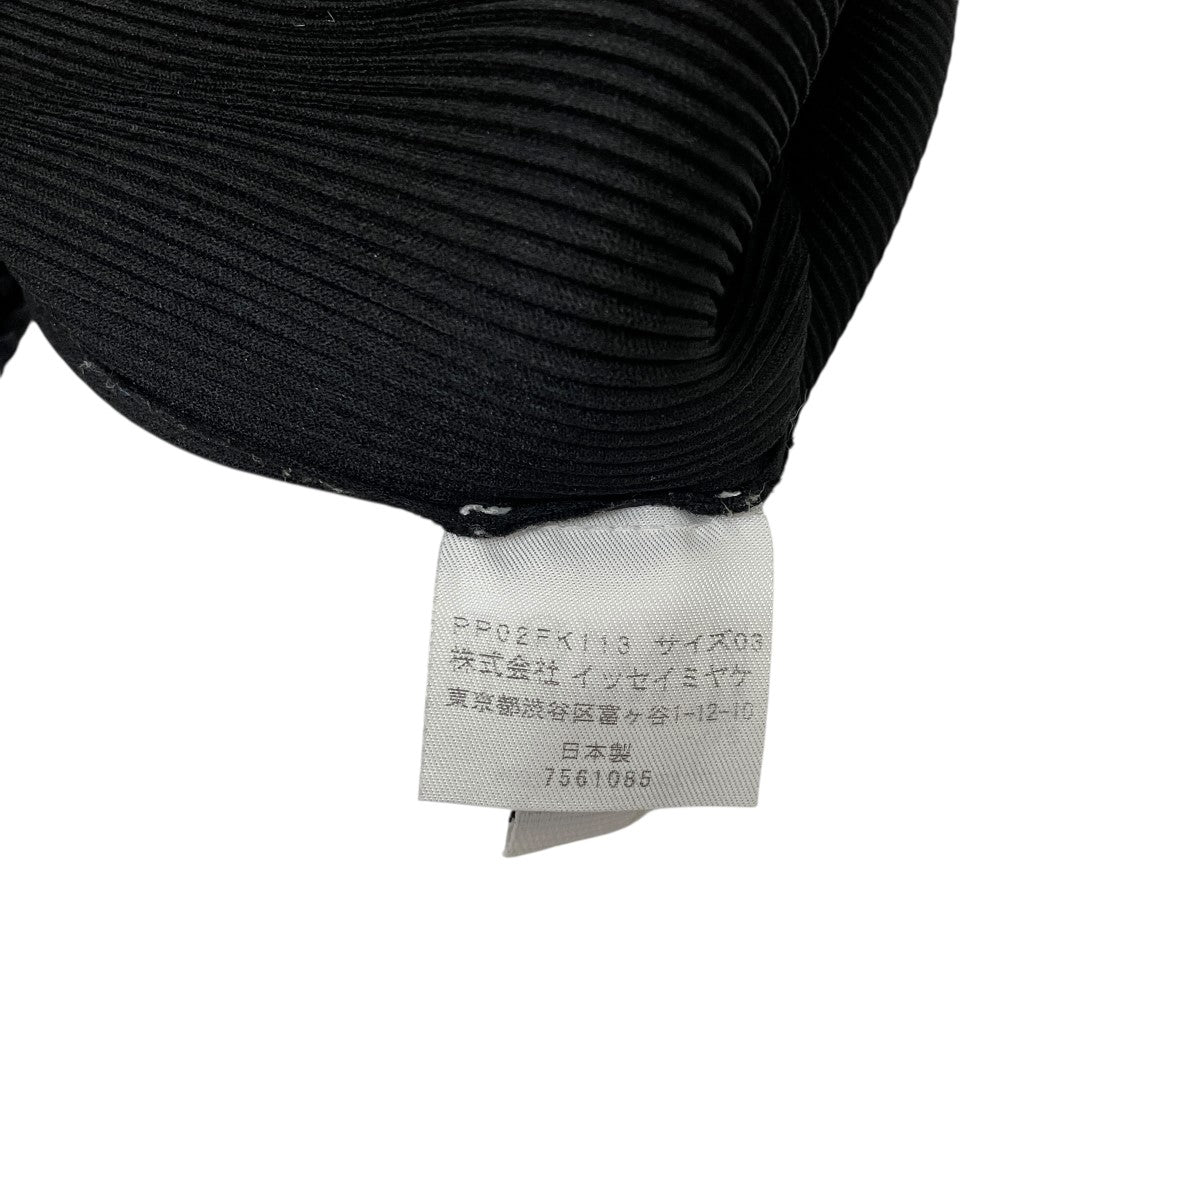 PP02FK113 サイズ03
株式会社 イッセイミヤケ
東京都渋谷区富ヶ谷1-12-10
日本製
7561085